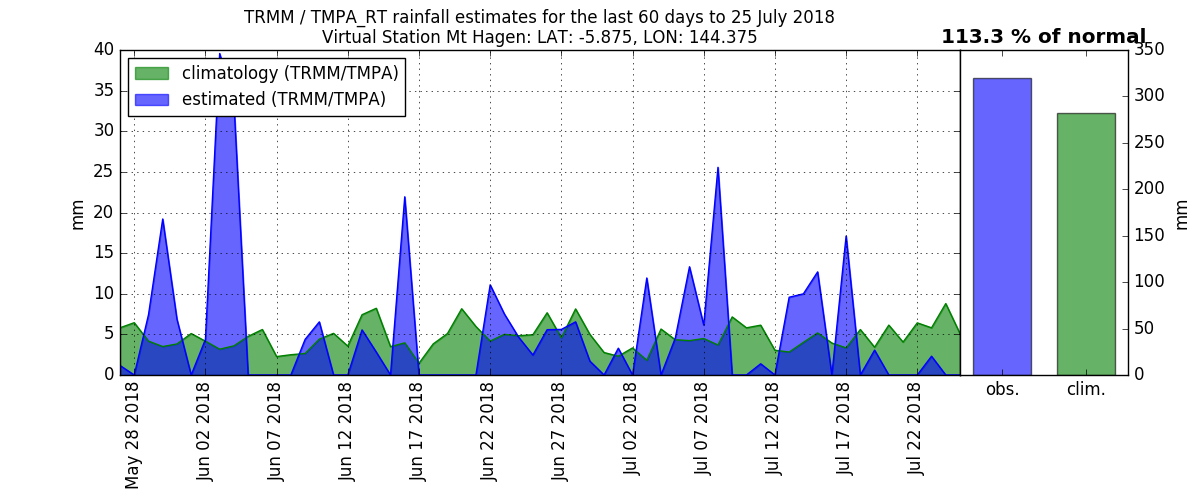 TRMM / TMPA_RT rainfall estimates for the last 60 days to 25 July 2018
Virtual Station Mt Hagen: LAT: -5.875, LON: 144.375
113.3 % of normal
climatology (TRMM/TMPA)
estimated (TRMM/TMPA)
40
35
30
25
20
15
10
5
0
mm
May 28 2018
Jun 02 2018
Jun 07 2018
Jun 12 2018
Jun 17 2018
Jun 22 2018
Jun 27 2018
Jul 02 2018
Jul 07 2018
Jul 12 2018
Jul 17 2018
Jul 22 2018
350
300
250
200
150
100
50
0
mm
obs.
clim.